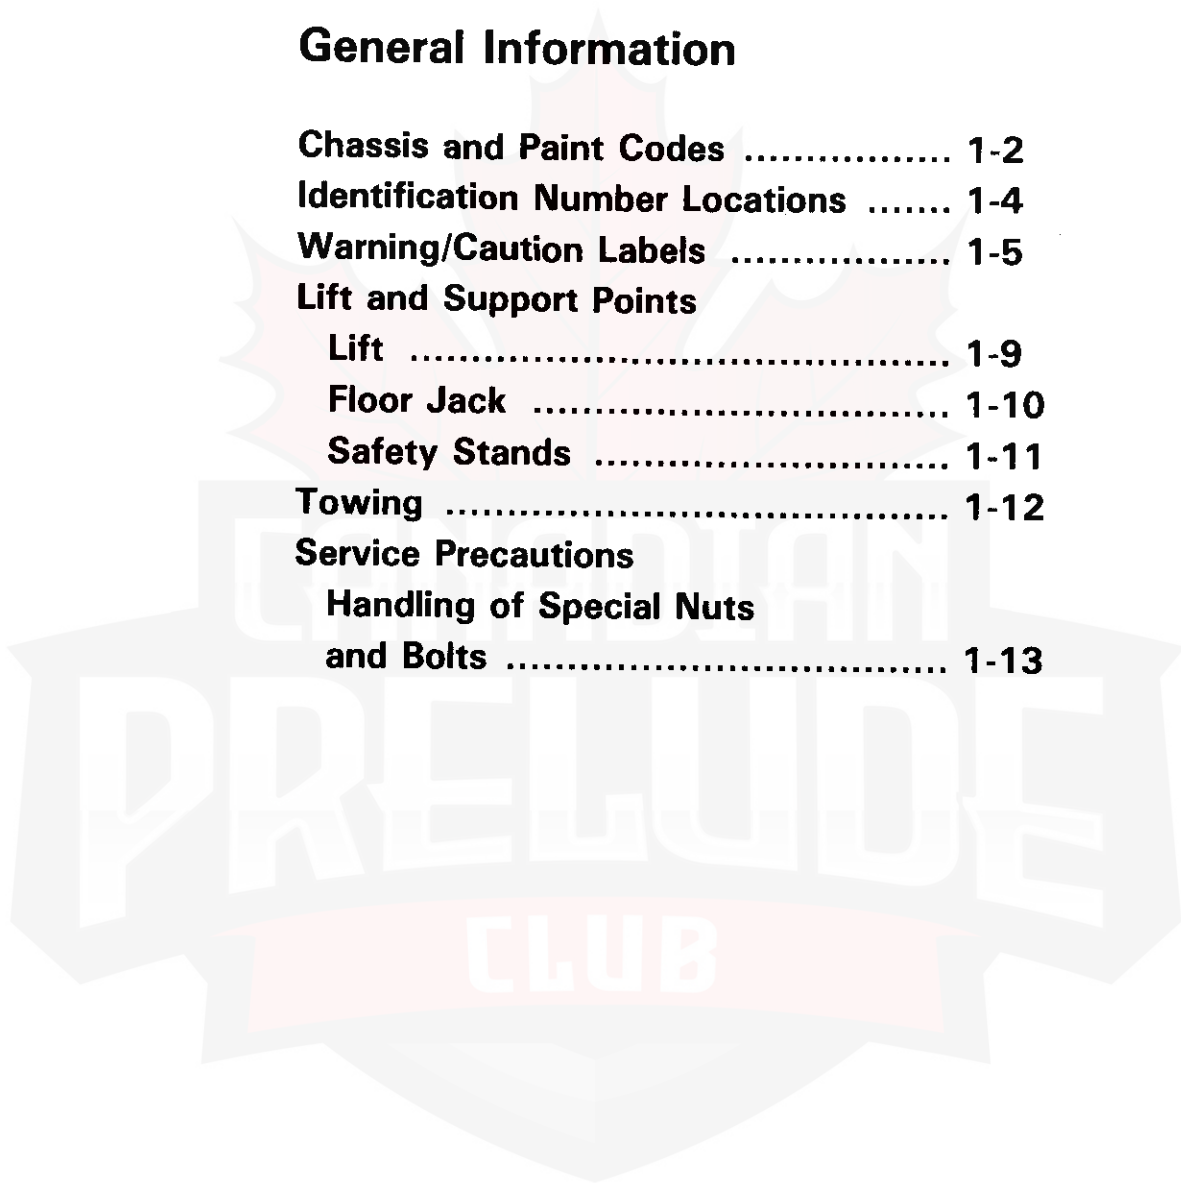 General Information
Chassis and Paint Codes ................. 1-2
Identification Number Locations ....... 1-4
Warning/Caution Labels .................. 1-5
Lift and Support Points
Lift ............................................ 1-9
Floor Jack .................................. 1-10
Safety Stands ............................. 1-11
Towing ......................................... 1-12
Service Precautions
Handling of Special Nuts
and Bolts .................................... 1-13
CANADIAN
PRELUDE
CLUB